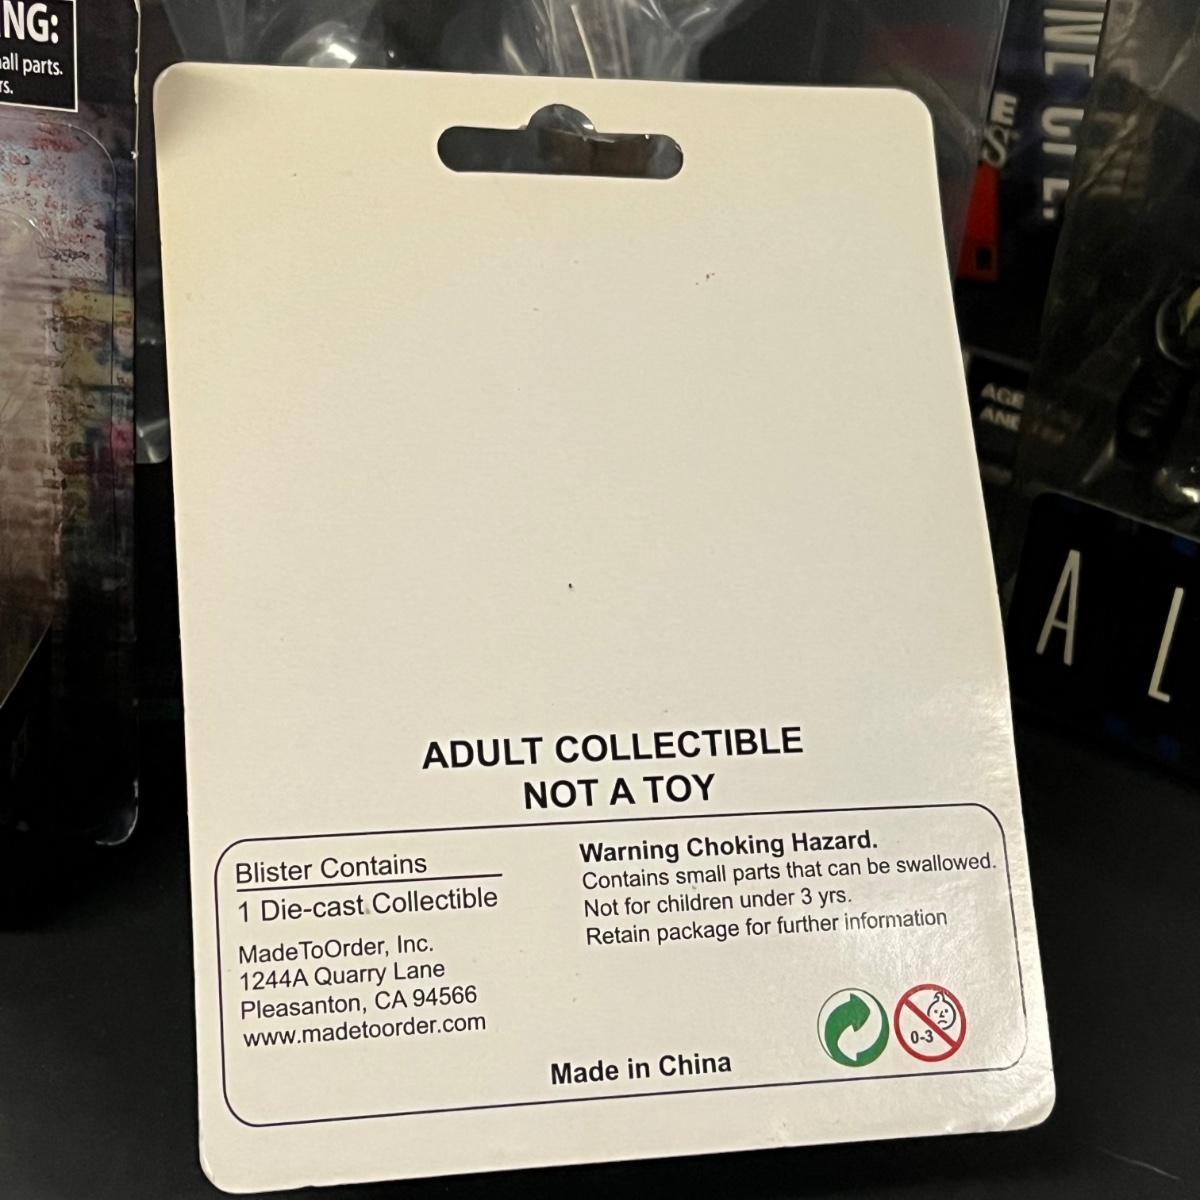 NG:
all parts.
rs.
ADULT COLLECTIBLE
NOT A TOY
Blister Contains
1 Die-cast Collectible
MadeToOrder, Inc.
1244A Quarry Lane
Pleasanton, CA 94566
www.madetoorder.com
Warning Choking Hazard.
Contains small parts that can be swallowed.
Not for children under 3 yrs.
Retain package for further information
0-3
Made in China
A L